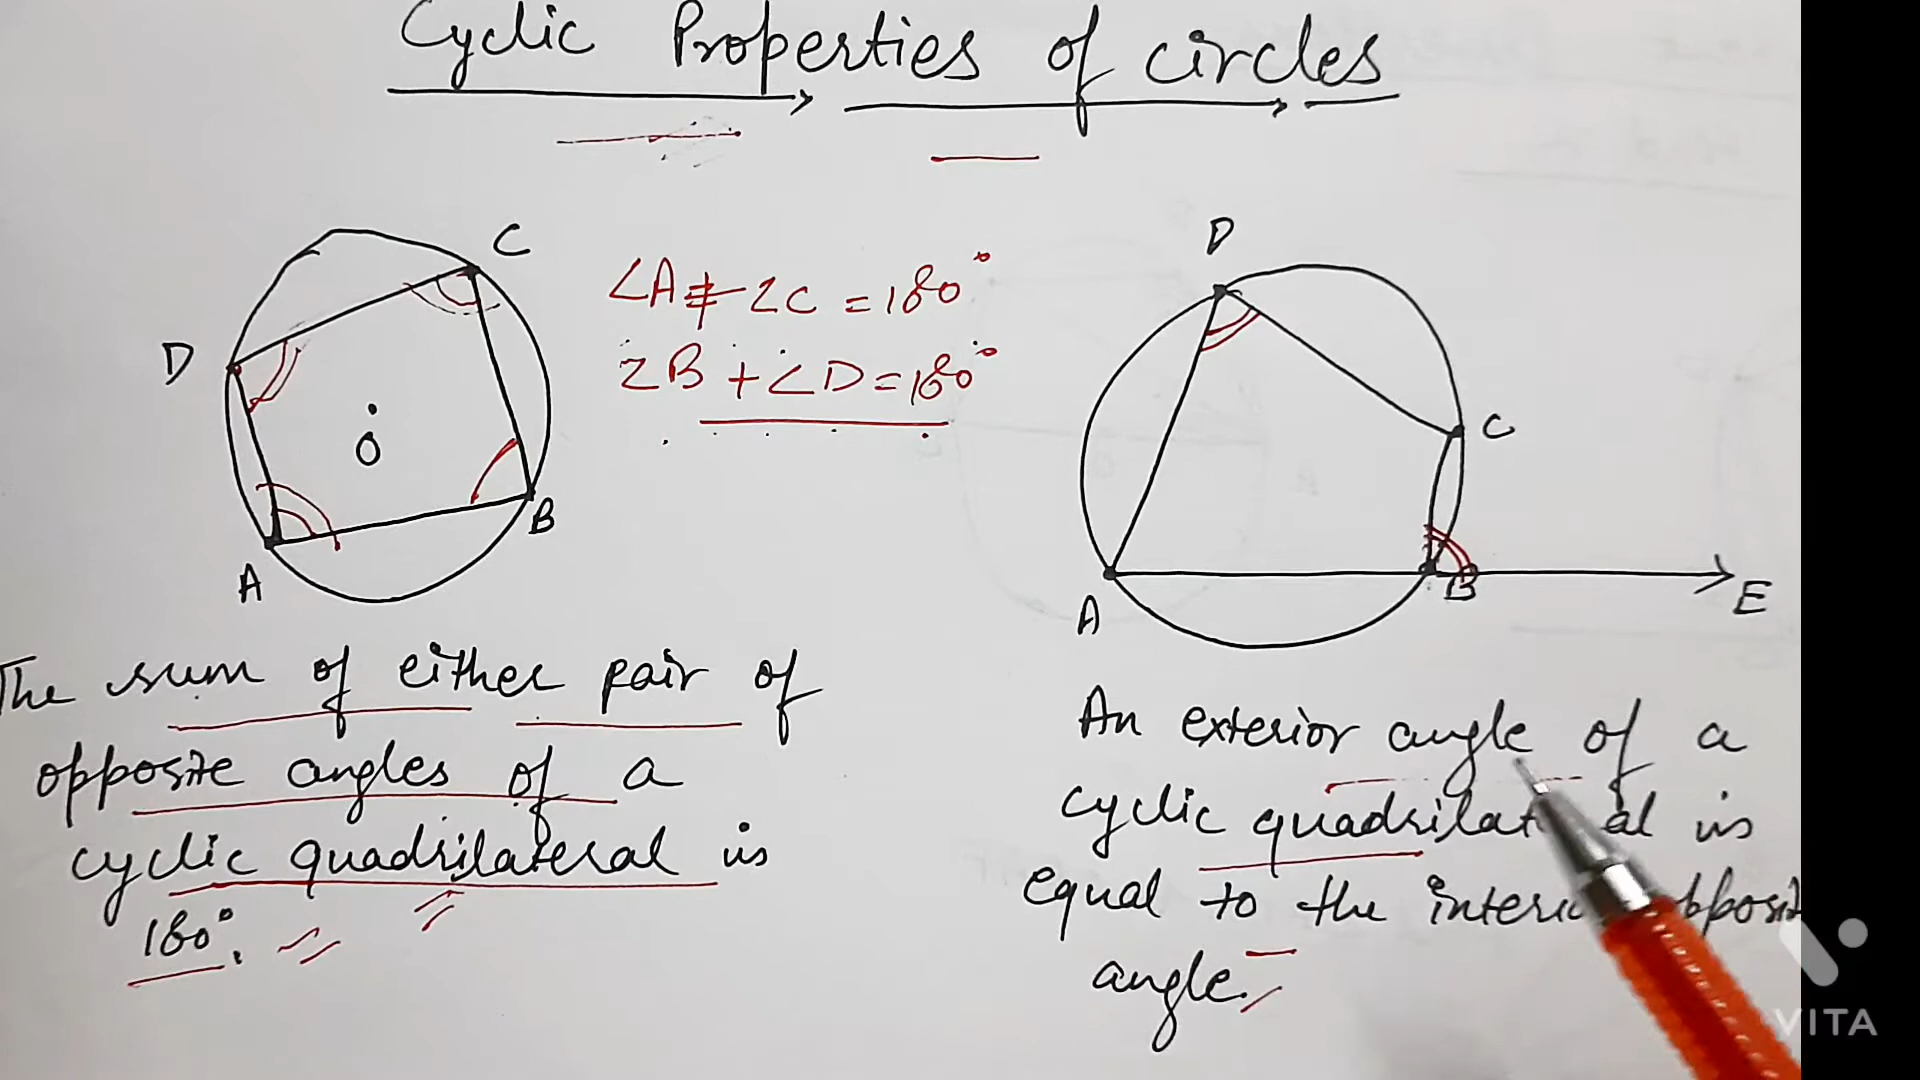 Cyclic Properties of circles
C
D
O
A
B
∠A + ∠C = 180°
∠B + ∠D = 180°
D
C
A
B
E
The sum of either pair of
opposite angles of a
cyclic quadrilateral is
180°.
An exterior angle of a
cyclic quadrilateral is
equal to the interior opposit
angle.
VITA